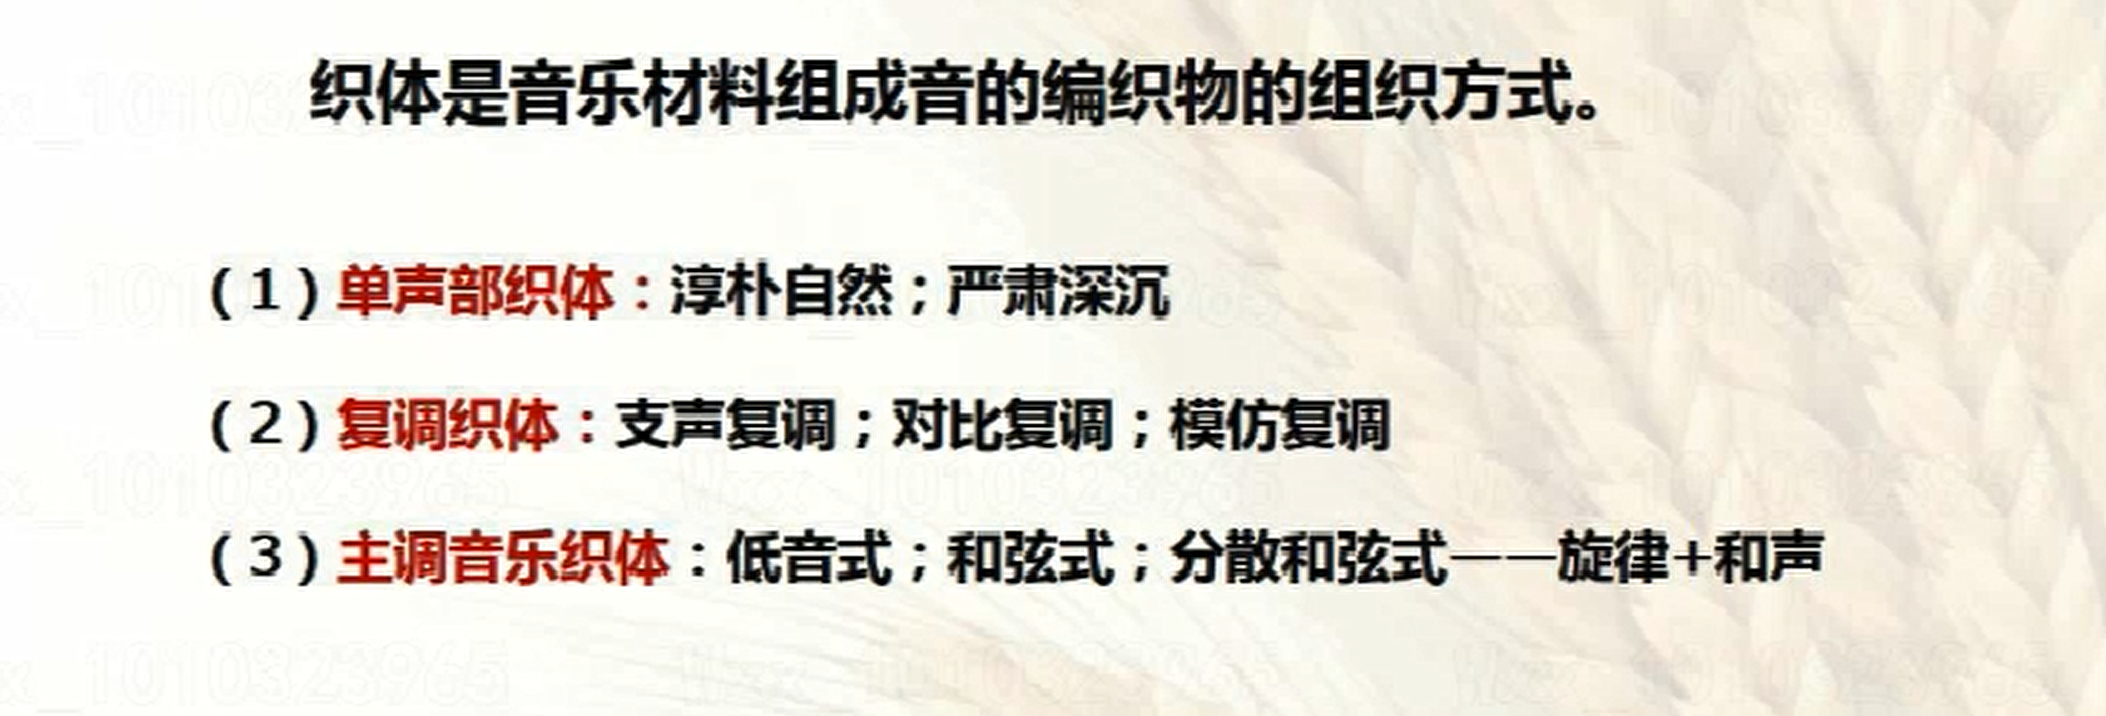 织体是音乐材料组成音的编织物的组织方式。
（1）单声部织体：淳朴自然；严肃深沉
（2）复调织体：支声复调；对比复调；模仿复调
（3）主调音乐织体：低音式；和弦式；分散和弦式——旋律+和声